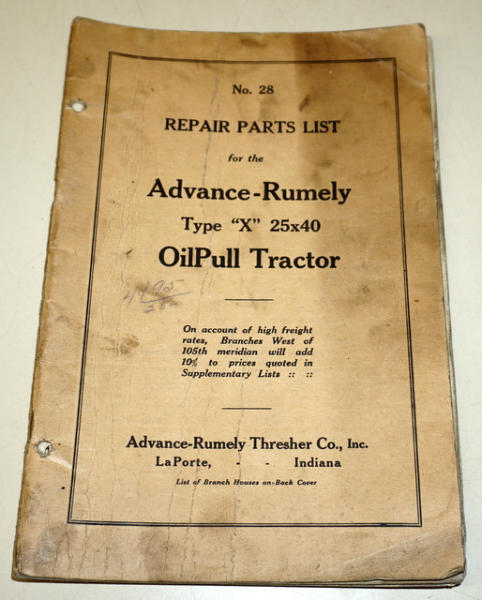 No. 28
REPAIR PARTS LIST
for the
Advance-Rumely
Type “X” 25x40
OilPull Tractor
On account of high freight
rates, Branches West of
105th meridian will add
10% to prices quoted in
Supplementary Lists :: ::
Advance-Rumely Thresher Co., Inc.
LaPorte, - - Indiana
List of Branch Houses on Back Cover